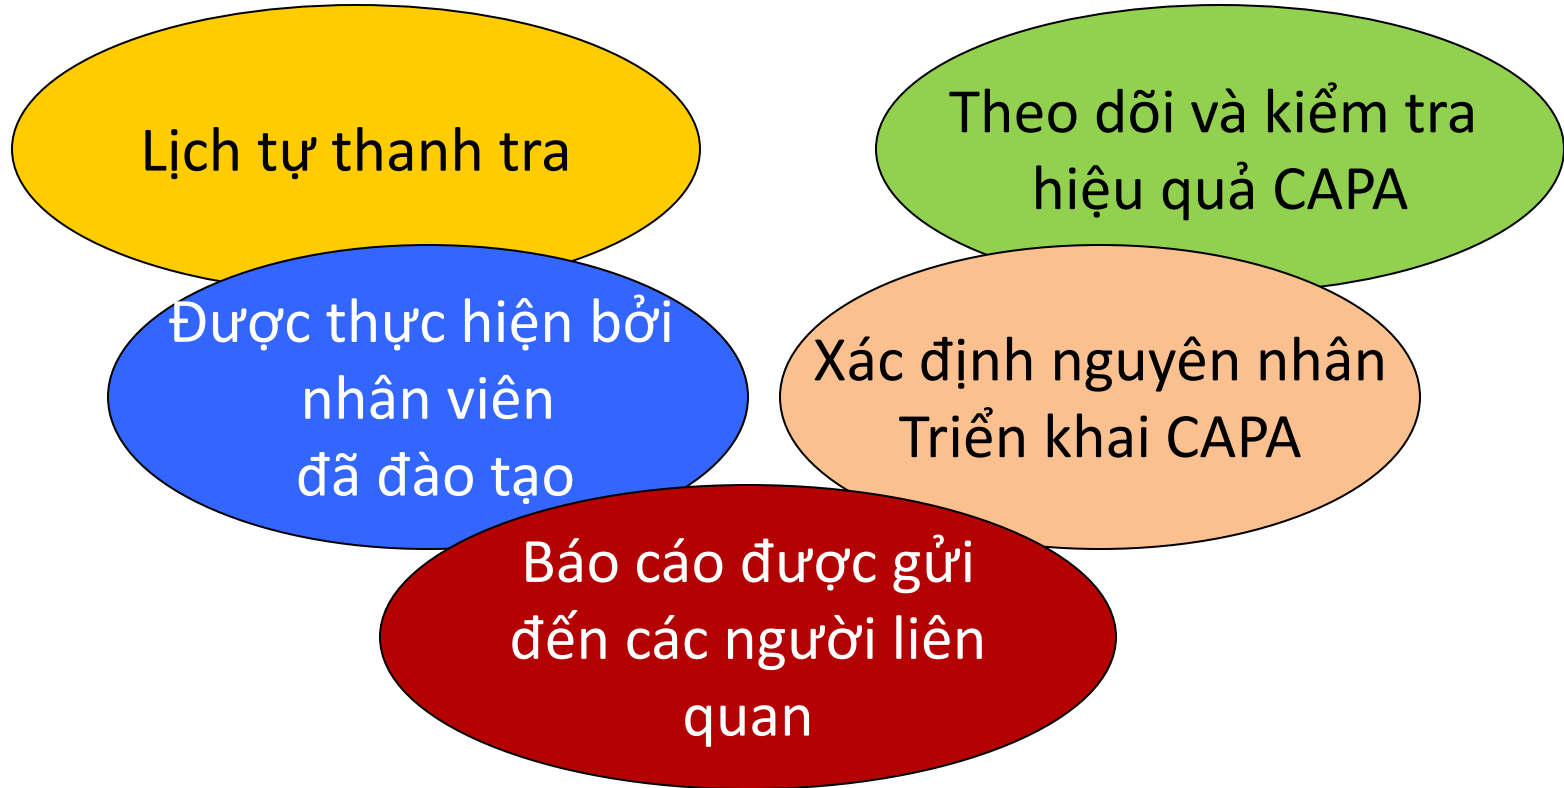 Lịch tự thanh tra
Được thực hiện bởi
nhân viên
đã đào tạo
Báo cáo được gửi
đến các người liên
quan
Xác định nguyên nhân
Triển khai CAPA
Theo dõi và kiểm tra
hiệu quả CAPA